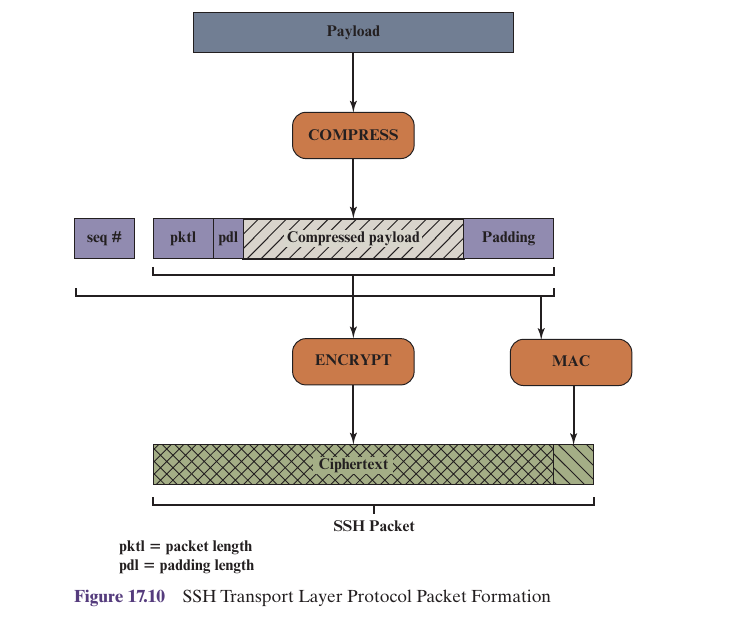 Payload
COMPRESS
seq # pktl pdl Compressed payload Padding
ENCRYPT MAC
Ciphertext
SSH Packet
pktl = packet length
pdl = padding length
Figure 17.10 SSH Transport Layer Protocol Packet Formation